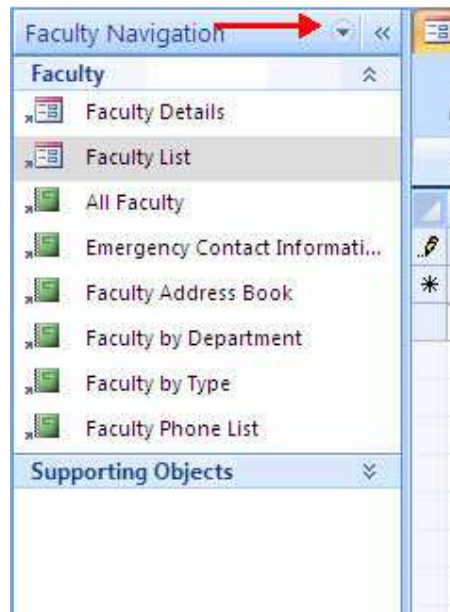 Faculty Navigation
Faculty
Faculty Details
Faculty List
All Faculty
Emergency Contact Informati...
Faculty Address Book
Faculty by Department
Faculty by Type
Faculty Phone List
Supporting Objects